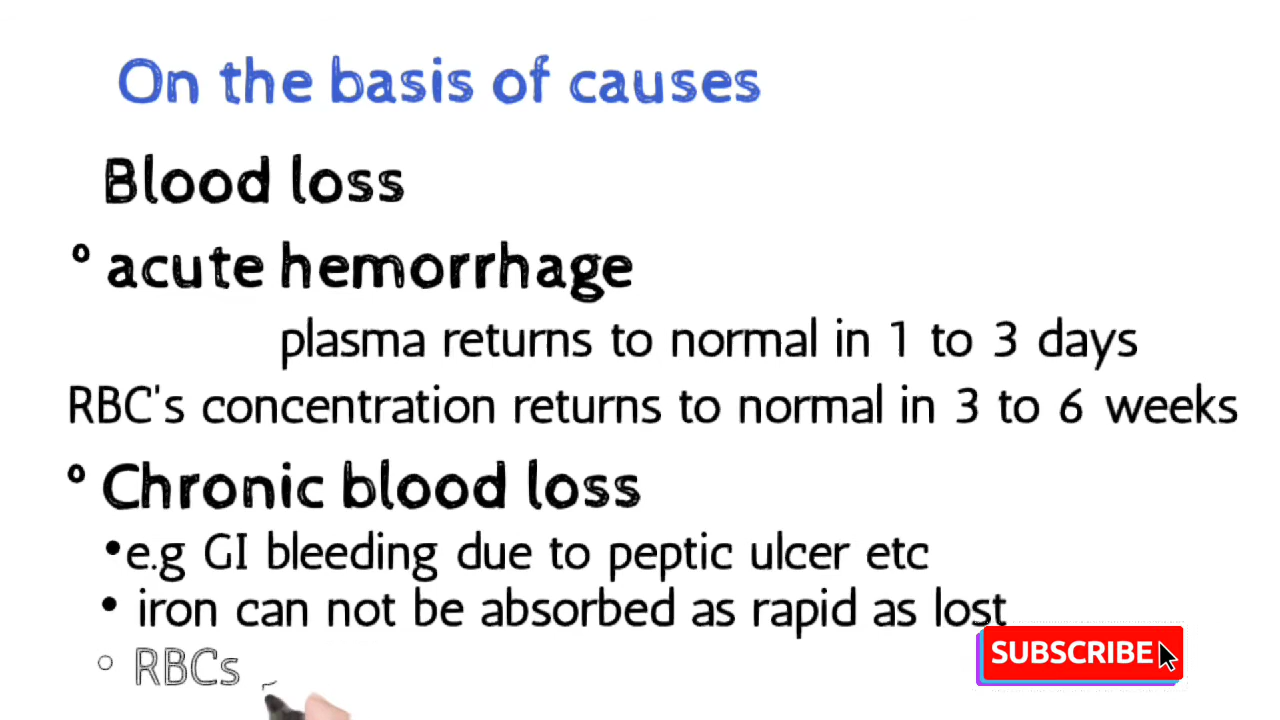 On the basis of causes
Blood loss
° acute hemorrhage
plasma returns to normal in 1 to 3 days
RBC's concentration returns to normal in 3 to 6 weeks
° Chronic blood loss
•e.g GI bleeding due to peptic ulcer etc
• iron can not be absorbed as rapid as lost
SUBSCRIBE
° RBCs